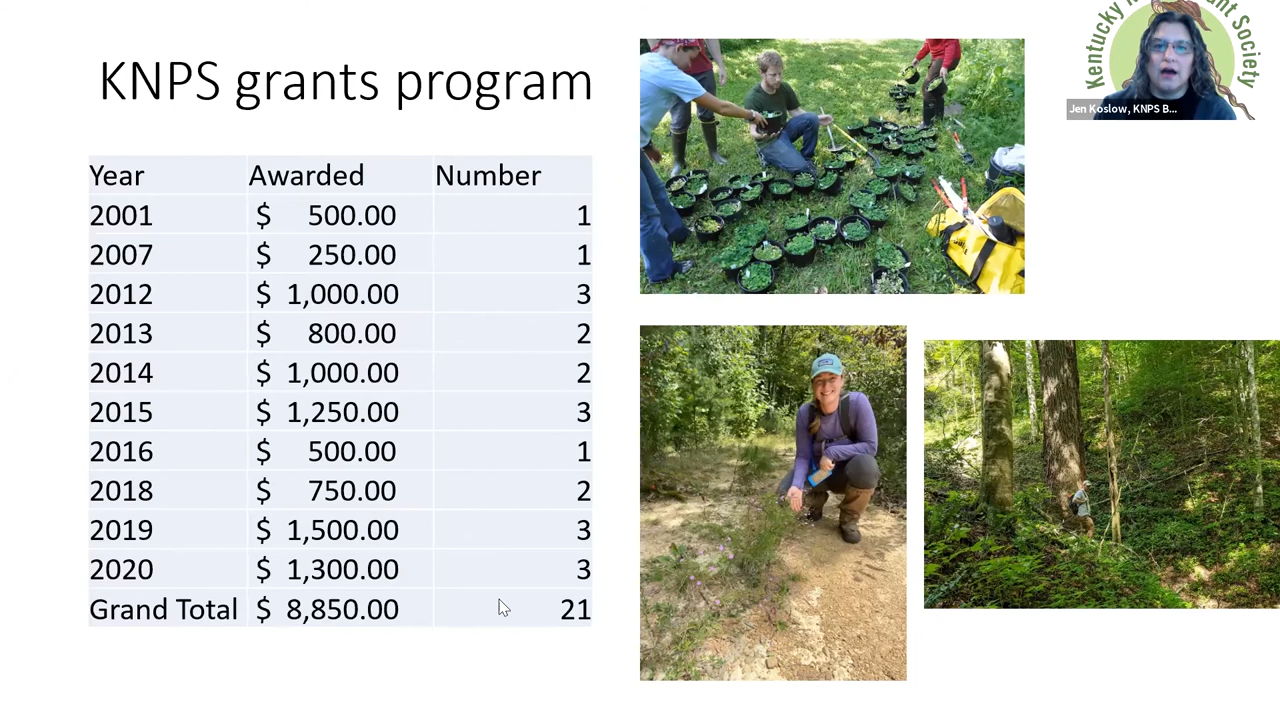 KNPS grants program
Year Awarded Number
2001 $ 500.00 1
2007 $ 250.00 1
2012 $ 1,000.00 3
2013 $ 800.00 2
2014 $ 1,000.00 2
2015 $ 1,250.00 3
2016 $ 500.00 1
2018 $ 750.00 2
2019 $ 1,500.00 3
2020 $ 1,300.00 3
Grand Total $ 8,850.00 21
Kentucky Society
Jen Koslow, KNPS B...